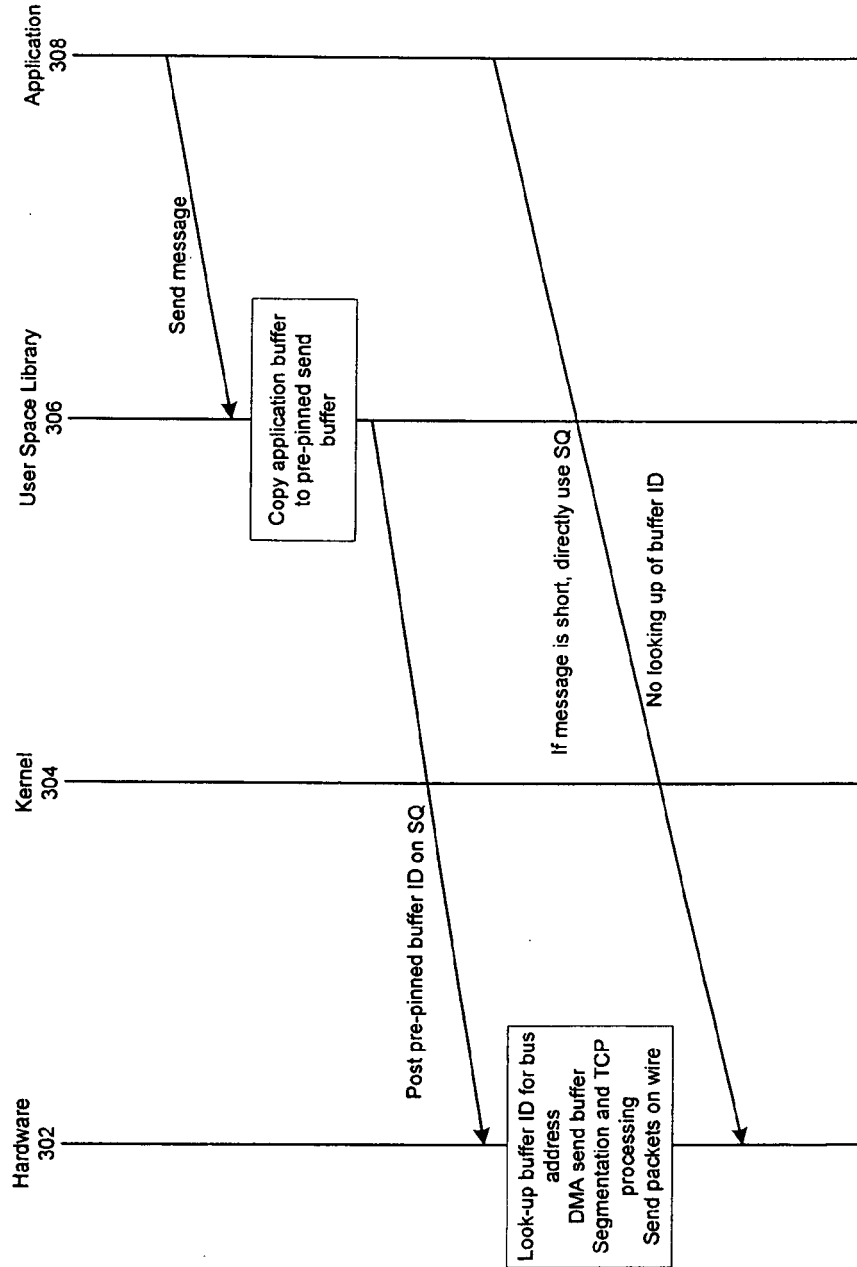 Hardware
302
Kernel
304
User Space Library
306
Application
308
Send message
Copy application buffer
to pre-pinned send
buffer
Post pre-pinned buffer ID on SQ
Look-up buffer ID for bus
address
DMA send buffer
Segmentation and TCP
processing
Send packets on wire
If message is short, directly use SQ
No looking up of buffer ID